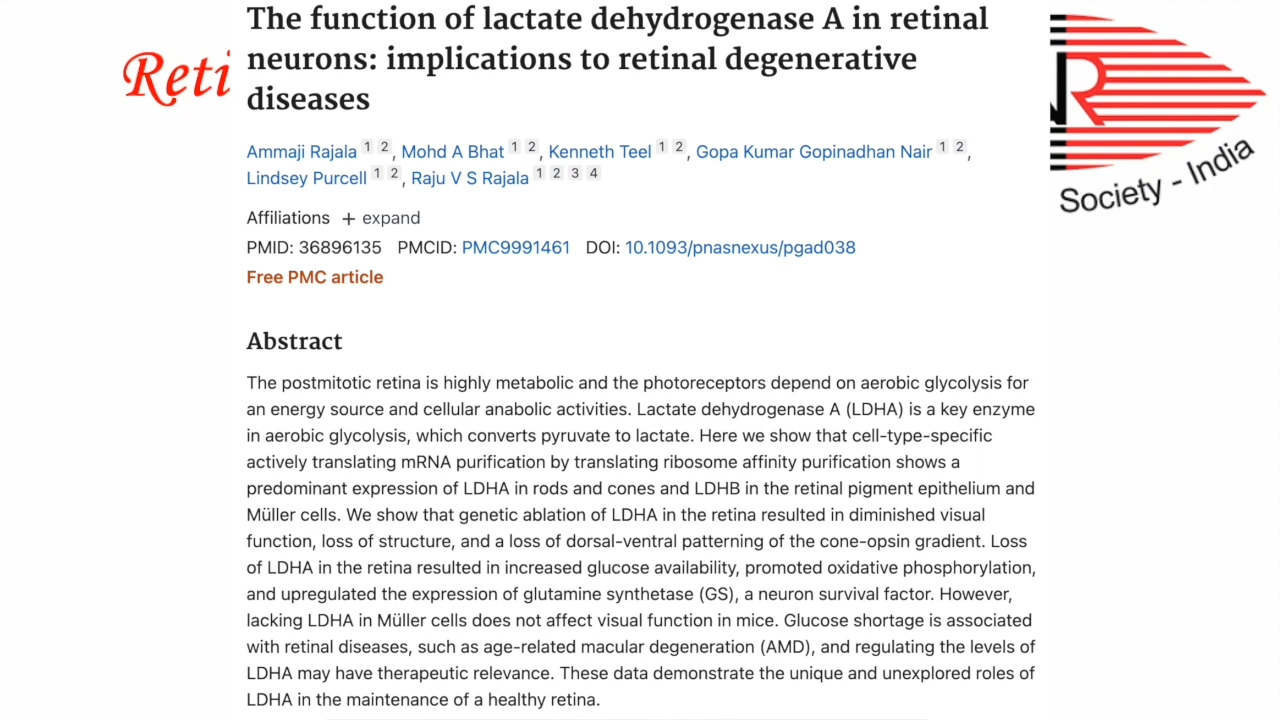 The function of lactate dehydrogenase A in retinal
neurons: implications to retinal degenerative
diseases
Reti
R
Society - India
Ammaji Rajala 1 2, Mohd A Bhat 1 2, Kenneth Teel 1 2, Gopa Kumar Gopinadhan Nair 1 2,
Lindsey Purcell 1 2, Raju V S Rajala 1 2 3 4
Affiliations + expand
PMID: 36896135 PMCID: PMC9991461 DOI: 10.1093/pnasnexus/pgad038
Free PMC article
Abstract
The postmitotic retina is highly metabolic and the photoreceptors depend on aerobic glycolysis for
an energy source and cellular anabolic activities. Lactate dehydrogenase A (LDHA) is a key enzyme
in aerobic glycolysis, which converts pyruvate to lactate. Here we show that cell-type-specific
actively translating mRNA purification by translating ribosome affinity purification shows a
predominant expression of LDHA in rods and cones and LDHB in the retinal pigment epithelium and
Müller cells. We show that genetic ablation of LDHA in the retina resulted in diminished visual
function, loss of structure, and a loss of dorsal-ventral patterning of the cone-opsin gradient. Loss
of LDHA in the retina resulted in increased glucose availability, promoted oxidative phosphorylation,
and upregulated the expression of glutamine synthetase (GS), a neuron survival factor. However,
lacking LDHA in Müller cells does not affect visual function in mice. Glucose shortage is associated
with retinal diseases, such as age-related macular degeneration (AMD), and regulating the levels of
LDHA may have therapeutic relevance. These data demonstrate the unique and unexplored roles of
LDHA in the maintenance of a healthy retina.